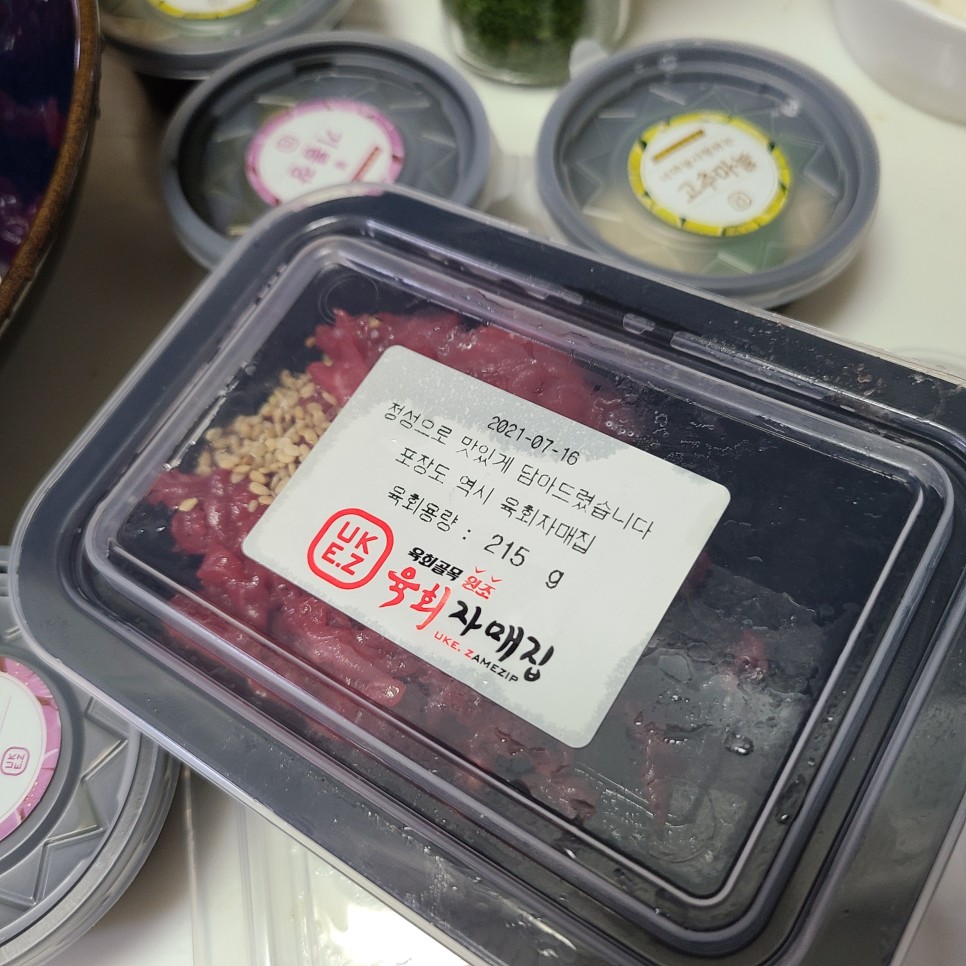 고추마늘
2021-07-16
정성으로 맛있게 담아드렸습니다
포장도 역시 육회자매집
육회용량 : 215 g
UK
E.Z
육회골목 원조
육회자매집
UKE. ZAMEZIP
UK
E.Z